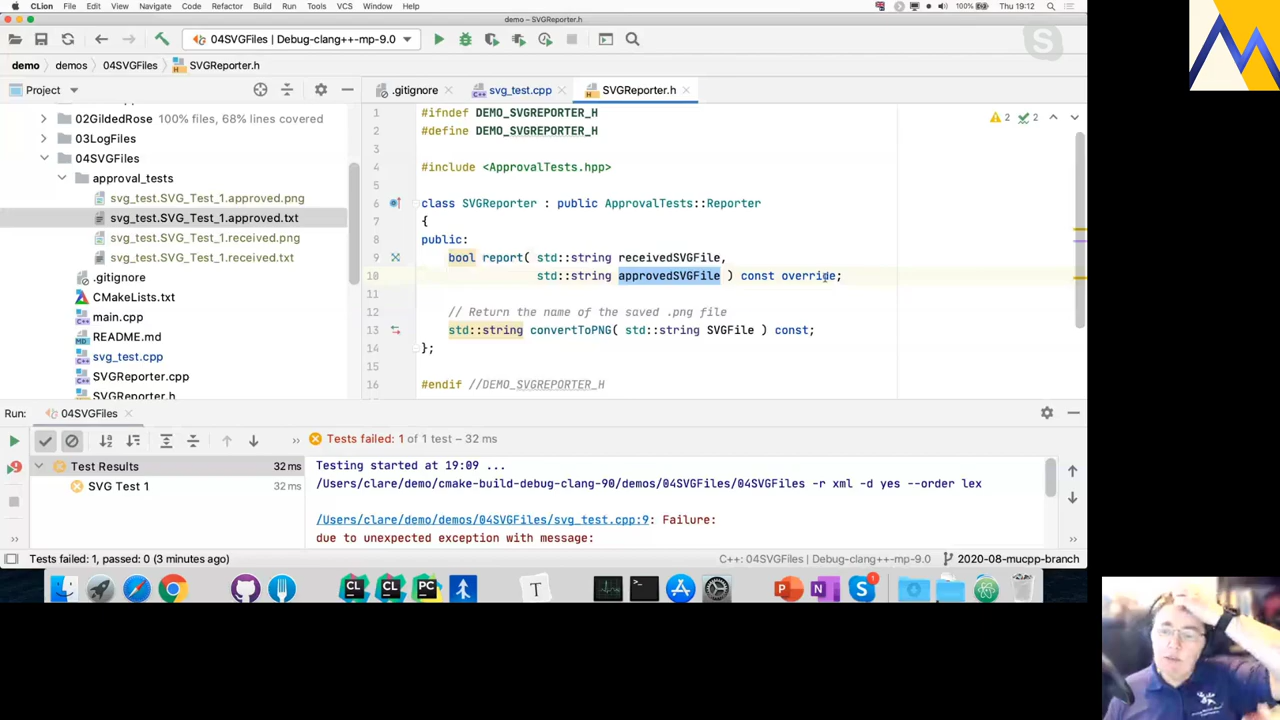 CLion File Edit View Navigate Code Refactor Build Run Tools VCS Window Help 100% Thu 19:12
demo – SVGReporter.h
04SVGFiles | Debug-clang++-mp-9.0
demo demos 04SVGFiles SVGReporter.h
Project
.gitignore svg_test.cpp SVGReporter.h
02GildedRose 100% files, 68% lines covered
03LogFiles
04SVGFiles
approval_tests
svg_test.SVG_Test_1.approved.png
svg_test.SVG_Test_1.approved.txt
svg_test.SVG_Test_1.received.png
svg_test.SVG_Test_1.received.txt
.gitignore
CMakeLists.txt
main.cpp
README.md
svg_test.cpp
SVGReporter.cpp
SVGReporter.h
1 #ifndef DEMO_SVGREPORTER_H
2 #define DEMO_SVGREPORTER_H
3
4 #include <ApprovalTests.hpp>
5
6 class SVGReporter : public ApprovalTests::Reporter
7 {
8 public:
9 bool report( std::string receivedSVGFile,
10 std::string approvedSVGFile ) const override;
11
12 // Return the name of the saved .png file
13 std::string convertToPNG( std::string SVGFile ) const;
14 };
15
16 #endif //DEMO_SVGREPORTER_H
2 2
Run: 04SVGFiles
Tests failed: 1 of 1 test – 32 ms
Test Results 32 ms
SVG Test 1 32 ms
Testing started at 19:09 ...
/Users/clare/demo/cmake-build-debug-clang-90/demos/04SVGFiles/04SVGFiles -r xml -d yes --order lex
/Users/clare/demo/demos/04SVGFiles/svg_test.cpp:9: Failure:
due to unexpected exception with message:
Tests failed: 1, passed: 0 (3 minutes ago)
C++: 04SVGFiles | Debug-clang++-mp-9.0 2020-08-mucpp-branch